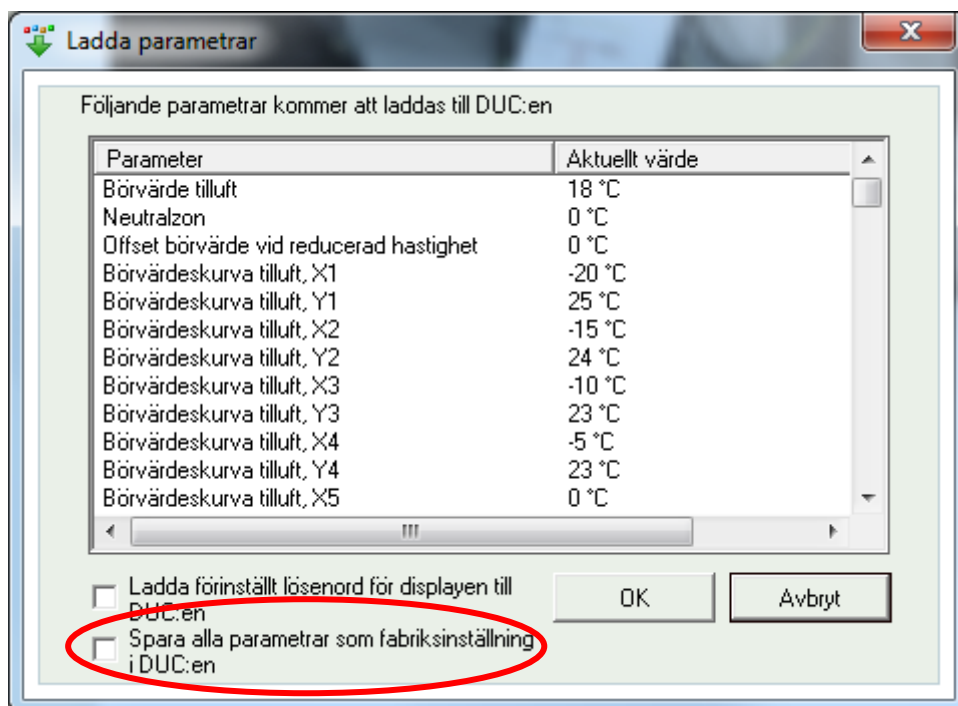 Ladda parametrar
Följande parametrar kommer att laddas till DUC:en
Parameter Aktuellt värde
Börvärde tilluft 18 °C
Neutralzon 0 °C
Offset börvärde vid reducerad hastighet 0 °C
Börvärdeskurva tilluft, X1 -20 °C
Börvärdeskurva tilluft, Y1 25 °C
Börvärdeskurva tilluft, X2 -15 °C
Börvärdeskurva tilluft, Y2 24 °C
Börvärdeskurva tilluft, X3 -10 °C
Börvärdeskurva tilluft, Y3 23 °C
Börvärdeskurva tilluft, X4 -5 °C
Börvärdeskurva tilluft, Y4 23 °C
Börvärdeskurva tilluft, X5 0 °C
Ladda förinställt lösenord för displayen till
DUC:en
OK Avbryt
Spara alla parametrar som fabriksinställning
i DUC:en